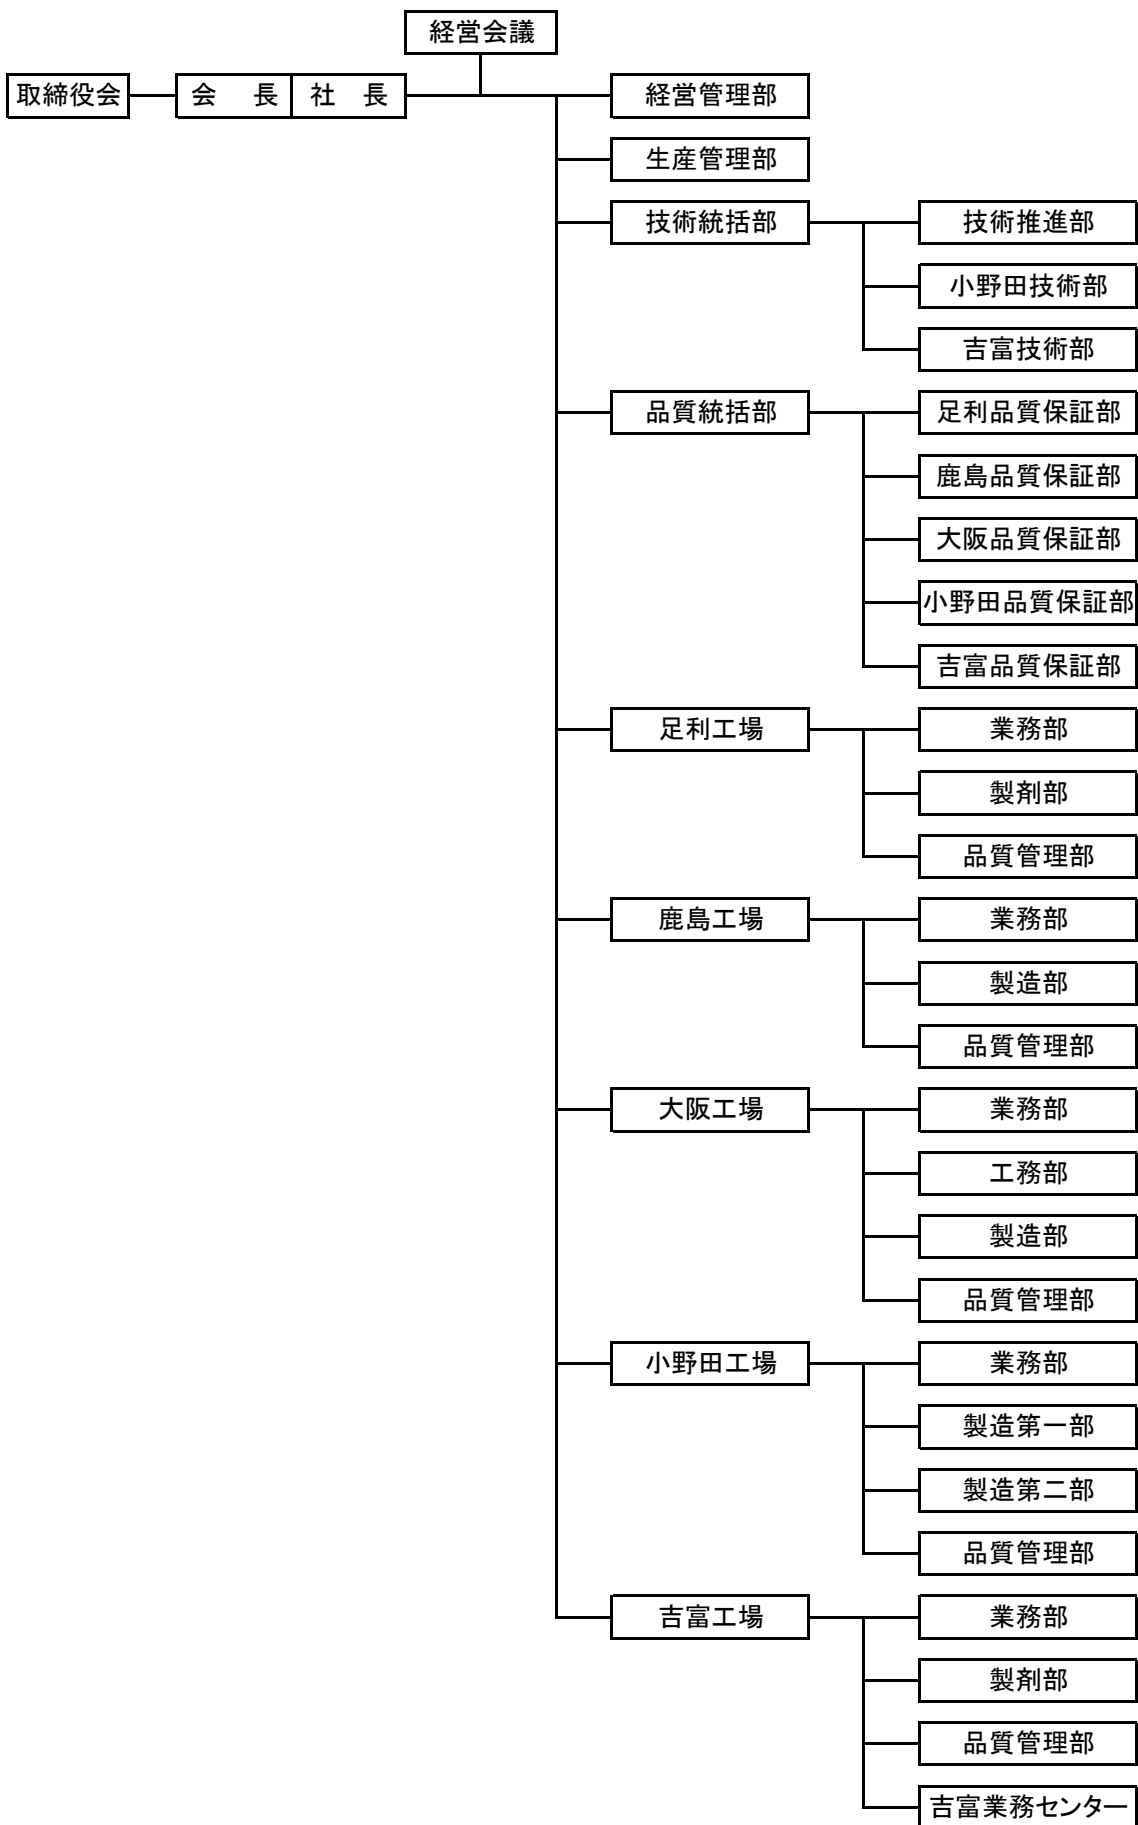 経営会議
取締役会
会　長
社　長
経営管理部
生産管理部
技術統括部
技術推進部
小野田技術部
吉富技術部
品質統括部
足利品質保証部
鹿島品質保証部
大阪品質保証部
小野田品質保証部
吉富品質保証部
足利工場
業務部
製剤部
品質管理部
鹿島工場
業務部
製造部
品質管理部
大阪工場
業務部
工務部
製造部
品質管理部
小野田工場
業務部
製造第一部
製造第二部
品質管理部
吉富工場
業務部
製剤部
品質管理部
吉富業務センター